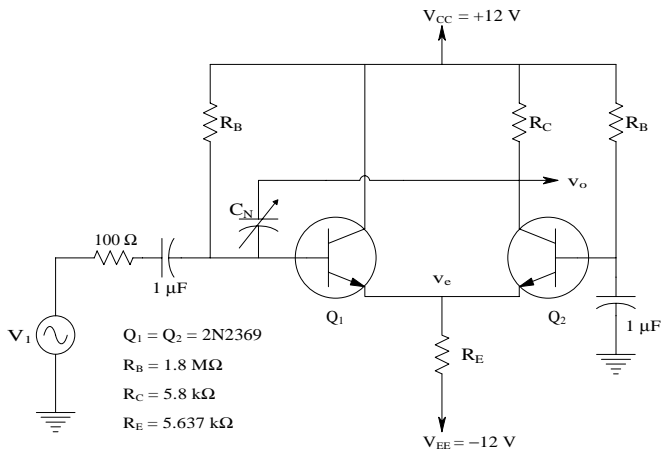 V_CC = +12 V
R_B
R_C
R_B
v_o
C_N
100 Ω
1 μF
v_e
Q_1
Q_2
1 μF
V_1
R_E
Q_1 = Q_2 = 2N2369
R_B = 1.8 MΩ
R_C = 5.8 kΩ
R_E = 5.637 kΩ
V_EE = −12 V